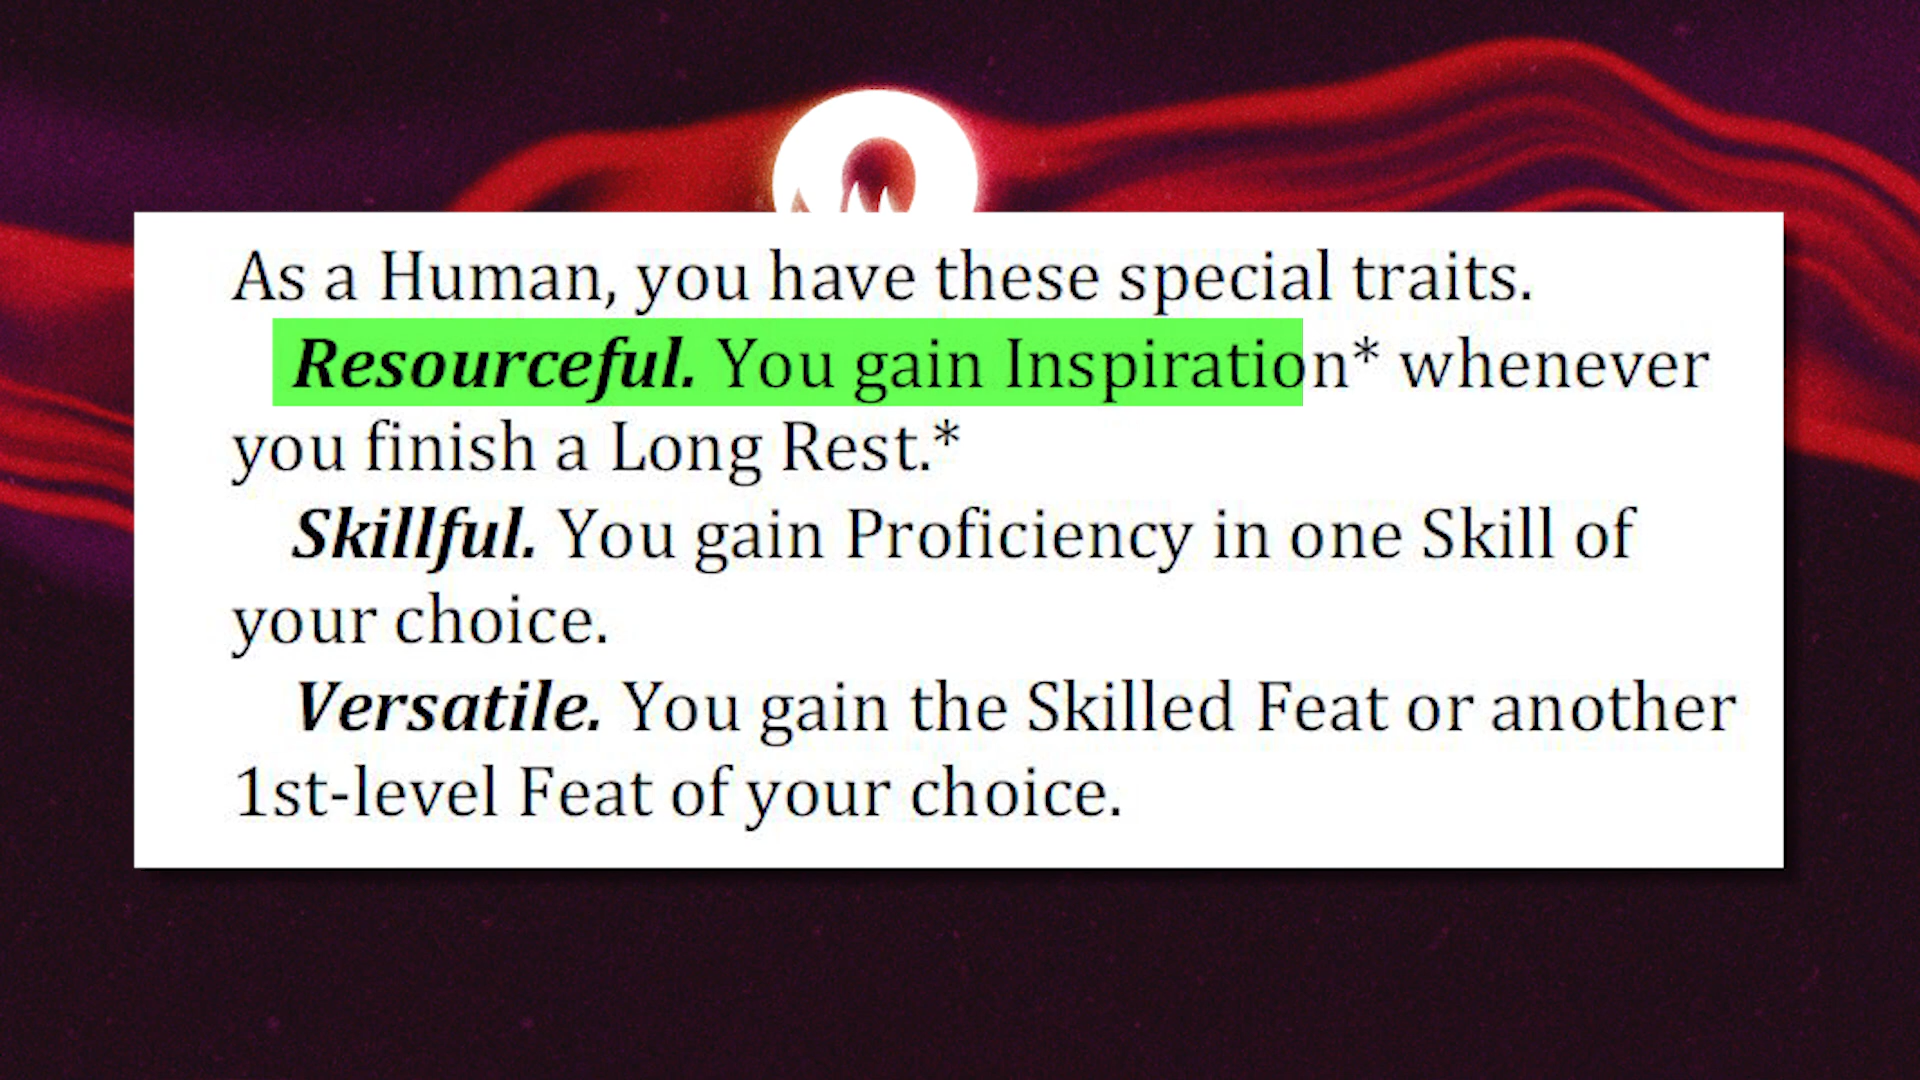 As a Human, you have these special traits.
Resourceful. You gain Inspiration* whenever
you finish a Long Rest.*
Skillful. You gain Proficiency in one Skill of
your choice.
Versatile. You gain the Skilled Feat or another
1st-level Feat of your choice.